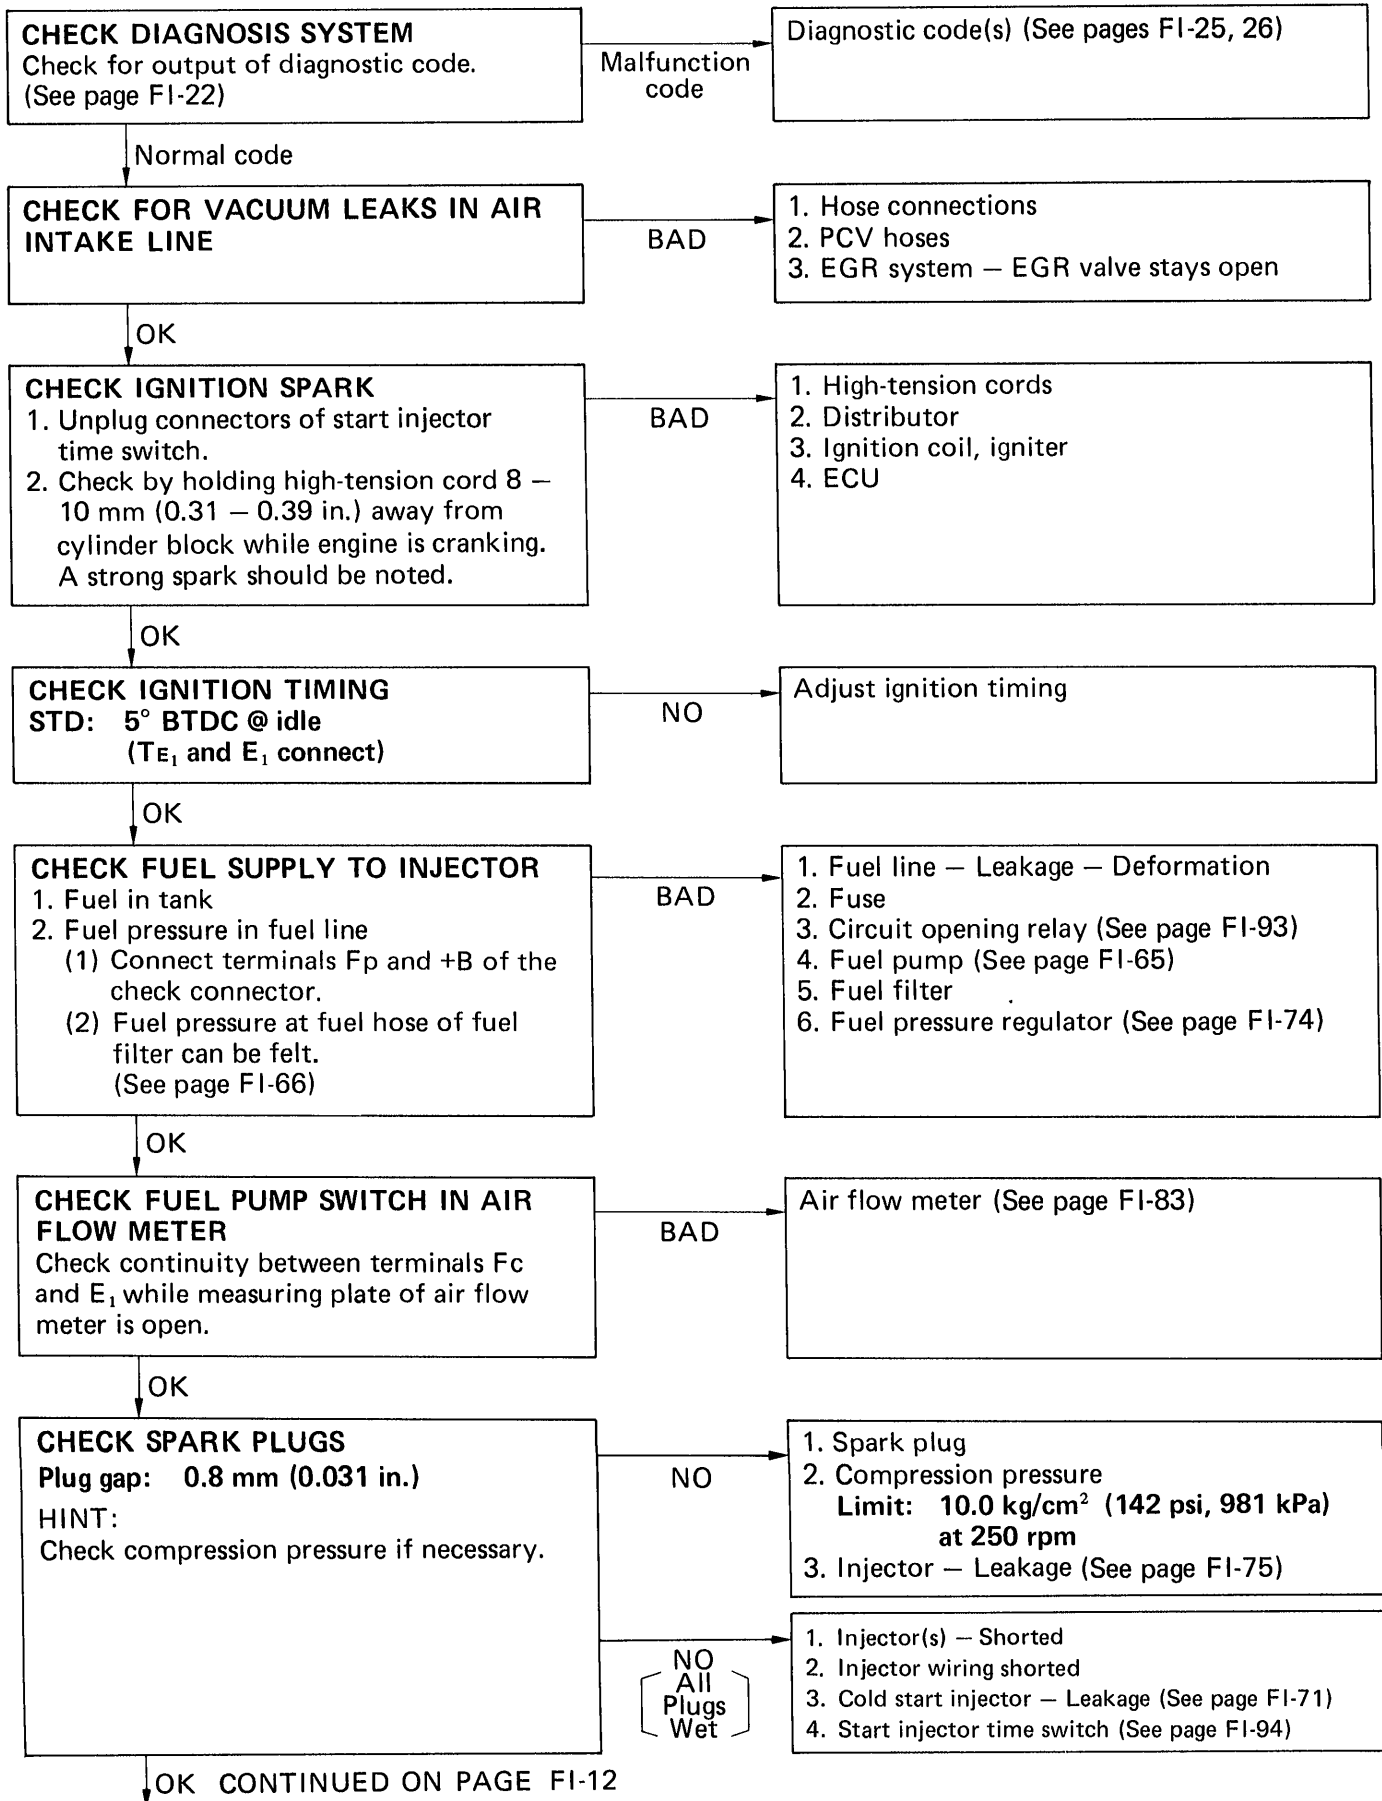 CHECK DIAGNOSIS SYSTEM
Check for output of diagnostic code.
(See page FI-22)
Malfunction
code
Diagnostic code(s) (See pages FI-25, 26)
Normal code
CHECK FOR VACUUM LEAKS IN AIR
INTAKE LINE
BAD
1. Hose connections
2. PCV hoses
3. EGR system — EGR valve stays open
OK
CHECK IGNITION SPARK
1. Unplug connectors of start injector
time switch.
2. Check by holding high-tension cord 8 —
10 mm (0.31 — 0.39 in.) away from
cylinder block while engine is cranking.
A strong spark should be noted.
BAD
1. High-tension cords
2. Distributor
3. Ignition coil, igniter
4. ECU
OK
CHECK IGNITION TIMING
STD: 5° BTDC @ idle
(TE₁ and E₁ connect)
NO
Adjust ignition timing
OK
CHECK FUEL SUPPLY TO INJECTOR
1. Fuel in tank
2. Fuel pressure in fuel line
(1) Connect terminals Fp and +B of the
check connector.
(2) Fuel pressure at fuel hose of fuel
filter can be felt.
(See page FI-66)
BAD
1. Fuel line — Leakage — Deformation
2. Fuse
3. Circuit opening relay (See page FI-93)
4. Fuel pump (See page FI-65)
5. Fuel filter
6. Fuel pressure regulator (See page FI-74)
OK
CHECK FUEL PUMP SWITCH IN AIR
FLOW METER
Check continuity between terminals Fc
and E₁ while measuring plate of air flow
meter is open.
BAD
Air flow meter (See page FI-83)
OK
CHECK SPARK PLUGS
Plug gap: 0.8 mm (0.031 in.)
HINT:
Check compression pressure if necessary.
NO
1. Spark plug
2. Compression pressure
Limit: 10.0 kg/cm² (142 psi, 981 kPa)
at 250 rpm
3. Injector — Leakage (See page FI-75)
NO
All
Plugs
Wet
1. Injector(s) — Shorted
2. Injector wiring shorted
3. Cold start injector — Leakage (See page FI-71)
4. Start injector time switch (See page FI-94)
OK CONTINUED ON PAGE FI-12